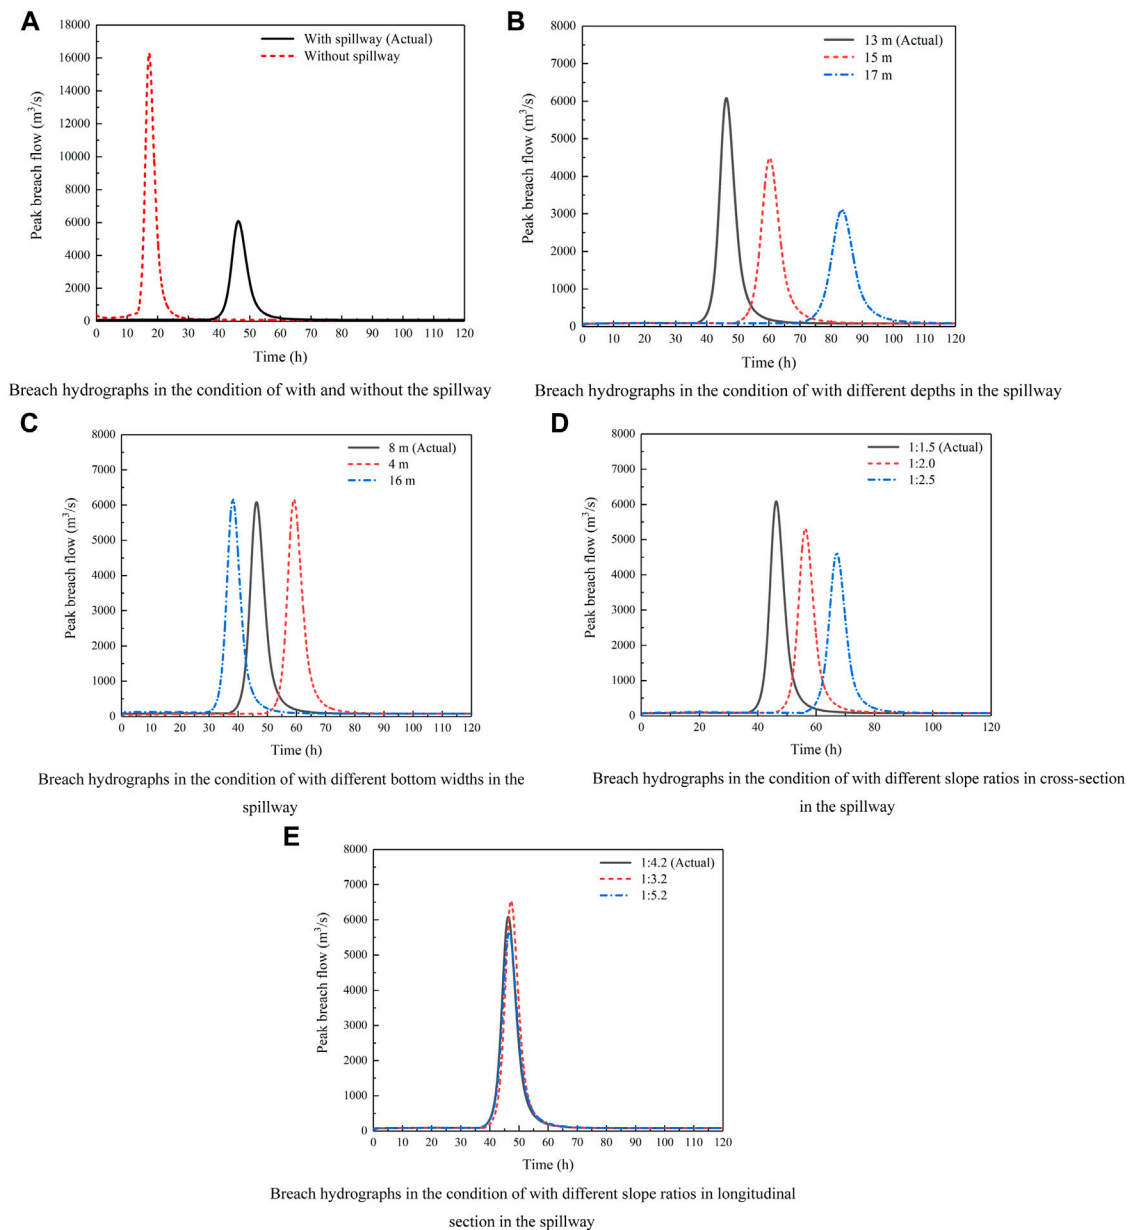 A
18000
16000
14000
12000
10000
8000
6000
4000
2000
0
Peak breach flow (m³/s)
With spillway (Actual)
Without spillway
0 10 20 30 40 50 60 70 80 90 100 110 120
Time (h)
Breach hydrographs in the condition of with and without the spillway
B
8000
7000
6000
5000
4000
3000
2000
1000
0
Peak breach flow (m³/s)
13 m (Actual)
15 m
17 m
0 10 20 30 40 50 60 70 80 90 100 110 120
Time (h)
Breach hydrographs in the condition of with different depths in the spillway
C
8000
7000
6000
5000
4000
3000
2000
1000
0
Peak breach flow (m³/s)
8 m (Actual)
4 m
16 m
0 10 20 30 40 50 60 70 80 90 100 110 120
Time (h)
Breach hydrographs in the condition of with different bottom widths in the
spillway
D
8000
7000
6000
5000
4000
3000
2000
1000
0
Peak breach flow (m³/s)
1:1.5 (Actual)
1:2.0
1:2.5
0 20 40 60 80 100 120
Time (h)
Breach hydrographs in the condition of with different slope ratios in cross-section
in the spillway
E
8000
7000
6000
5000
4000
3000
2000
1000
0
Peak breach flow (m³/s)
1:4.2 (Actual)
1:3.2
1:5.2
0 10 20 30 40 50 60 70 80 90 100 110 120
Time (h)
Breach hydrographs in the condition of with different slope ratios in longitudinal
section in the spillway